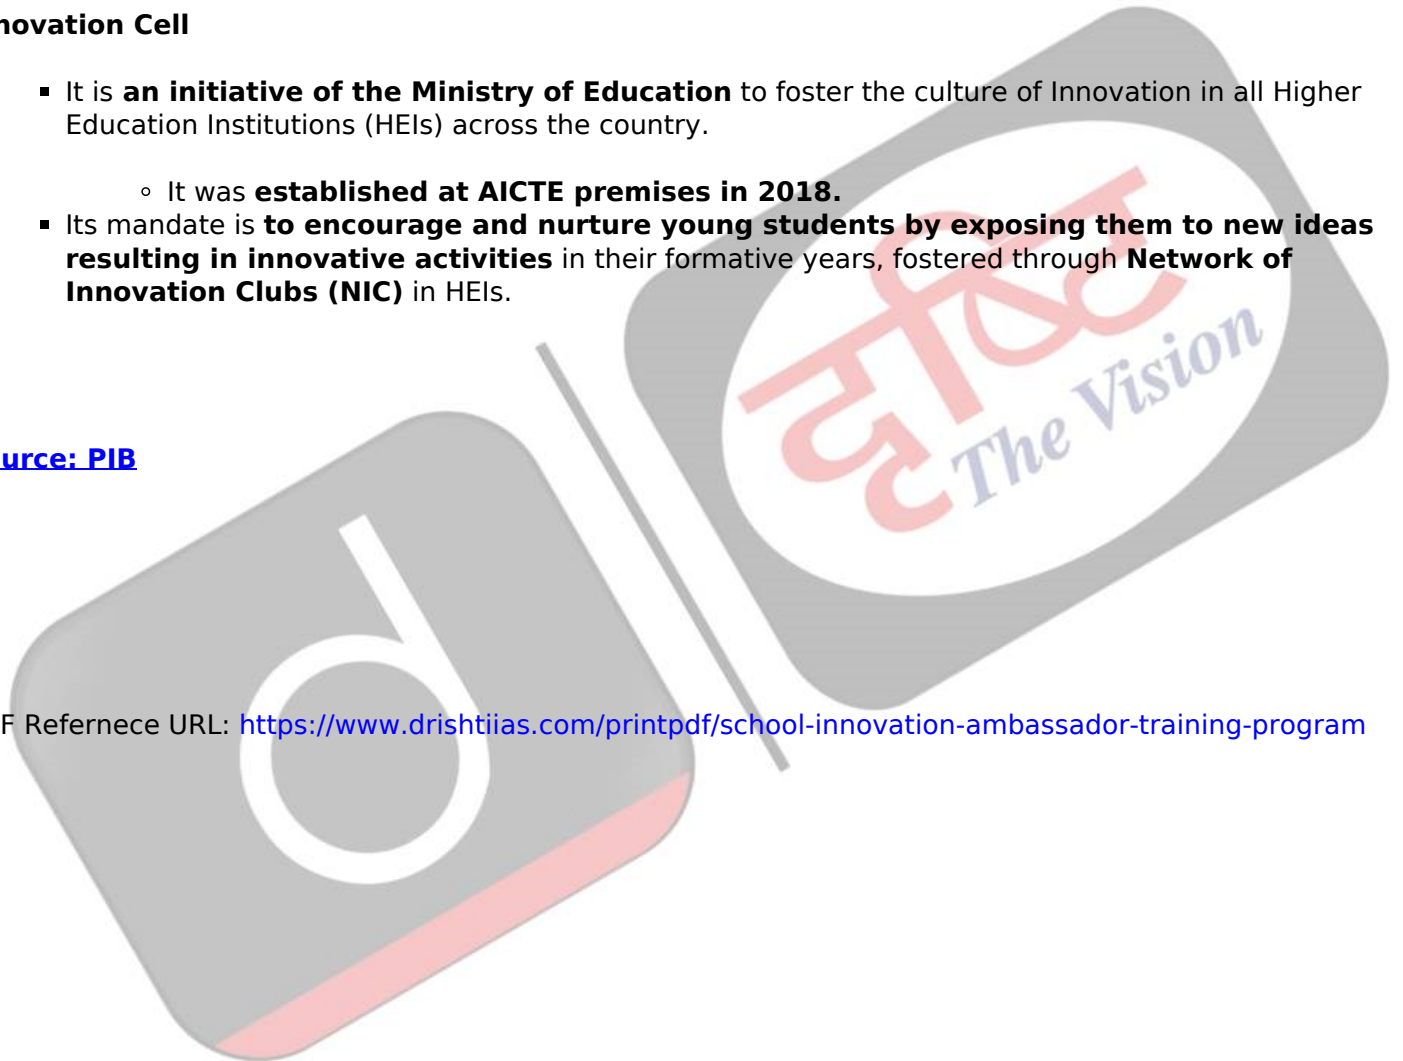 novation Cell
▪ It is an initiative of the Ministry of Education to foster the culture of Innovation in all Higher
Education Institutions (HEIs) across the country.
◦ It was established at AICTE premises in 2018.
▪ Its mandate is to encourage and nurture young students by exposing them to new ideas
resulting in innovative activities in their formative years, fostered through Network of
Innovation Clubs (NIC) in HEIs.
दृष्टि
The Vision
urce: PIB
d
F Refernece URL: https://www.drishtiias.com/printpdf/school-innovation-ambassador-training-program